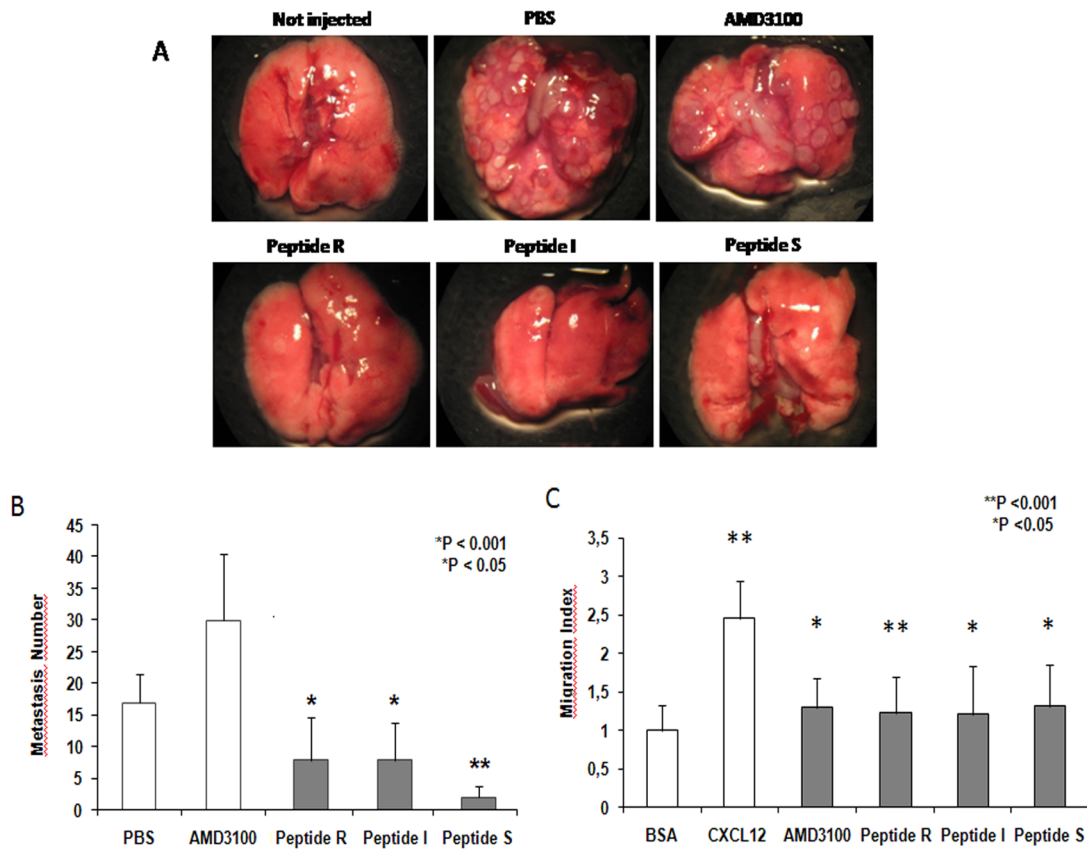 A
Not injected PBS AMD3100
Peptide R Peptide I Peptide S
B
*P < 0.001
*P < 0.05
Metastasis Number
45
40
35
30
25
20
15
10
5
0
* * **
PBS AMD3100 Peptide R Peptide I Peptide S
C
**P <0.001
*P <0.05
Migration Index
3,5
3
2,5
2
1,5
1
0,5
0
** * ** * *
BSA CXCL12 AMD3100 Peptide R Peptide I Peptide S